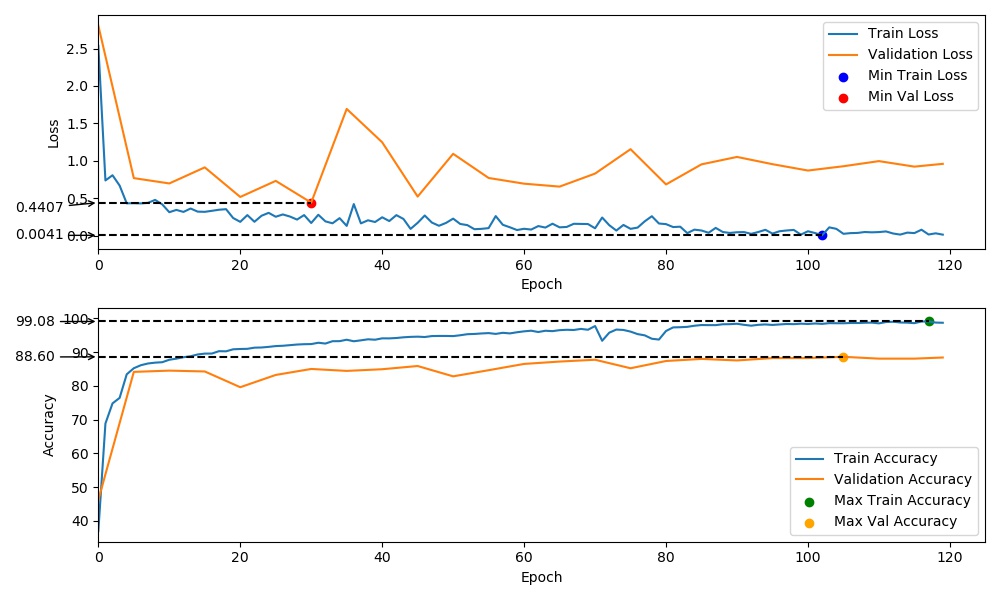 Train Loss
Validation Loss
Min Train Loss
Min Val Loss
2.5
2.0
1.5
1.0
0.5
0.0
0.4407
0.0041
Loss
0 20 40 60 80 100 120
Epoch
99.08
88.60
100
90
80
70
60
50
40
Accuracy
Train Accuracy
Validation Accuracy
Max Train Accuracy
Max Val Accuracy
0 20 40 60 80 100 120
Epoch